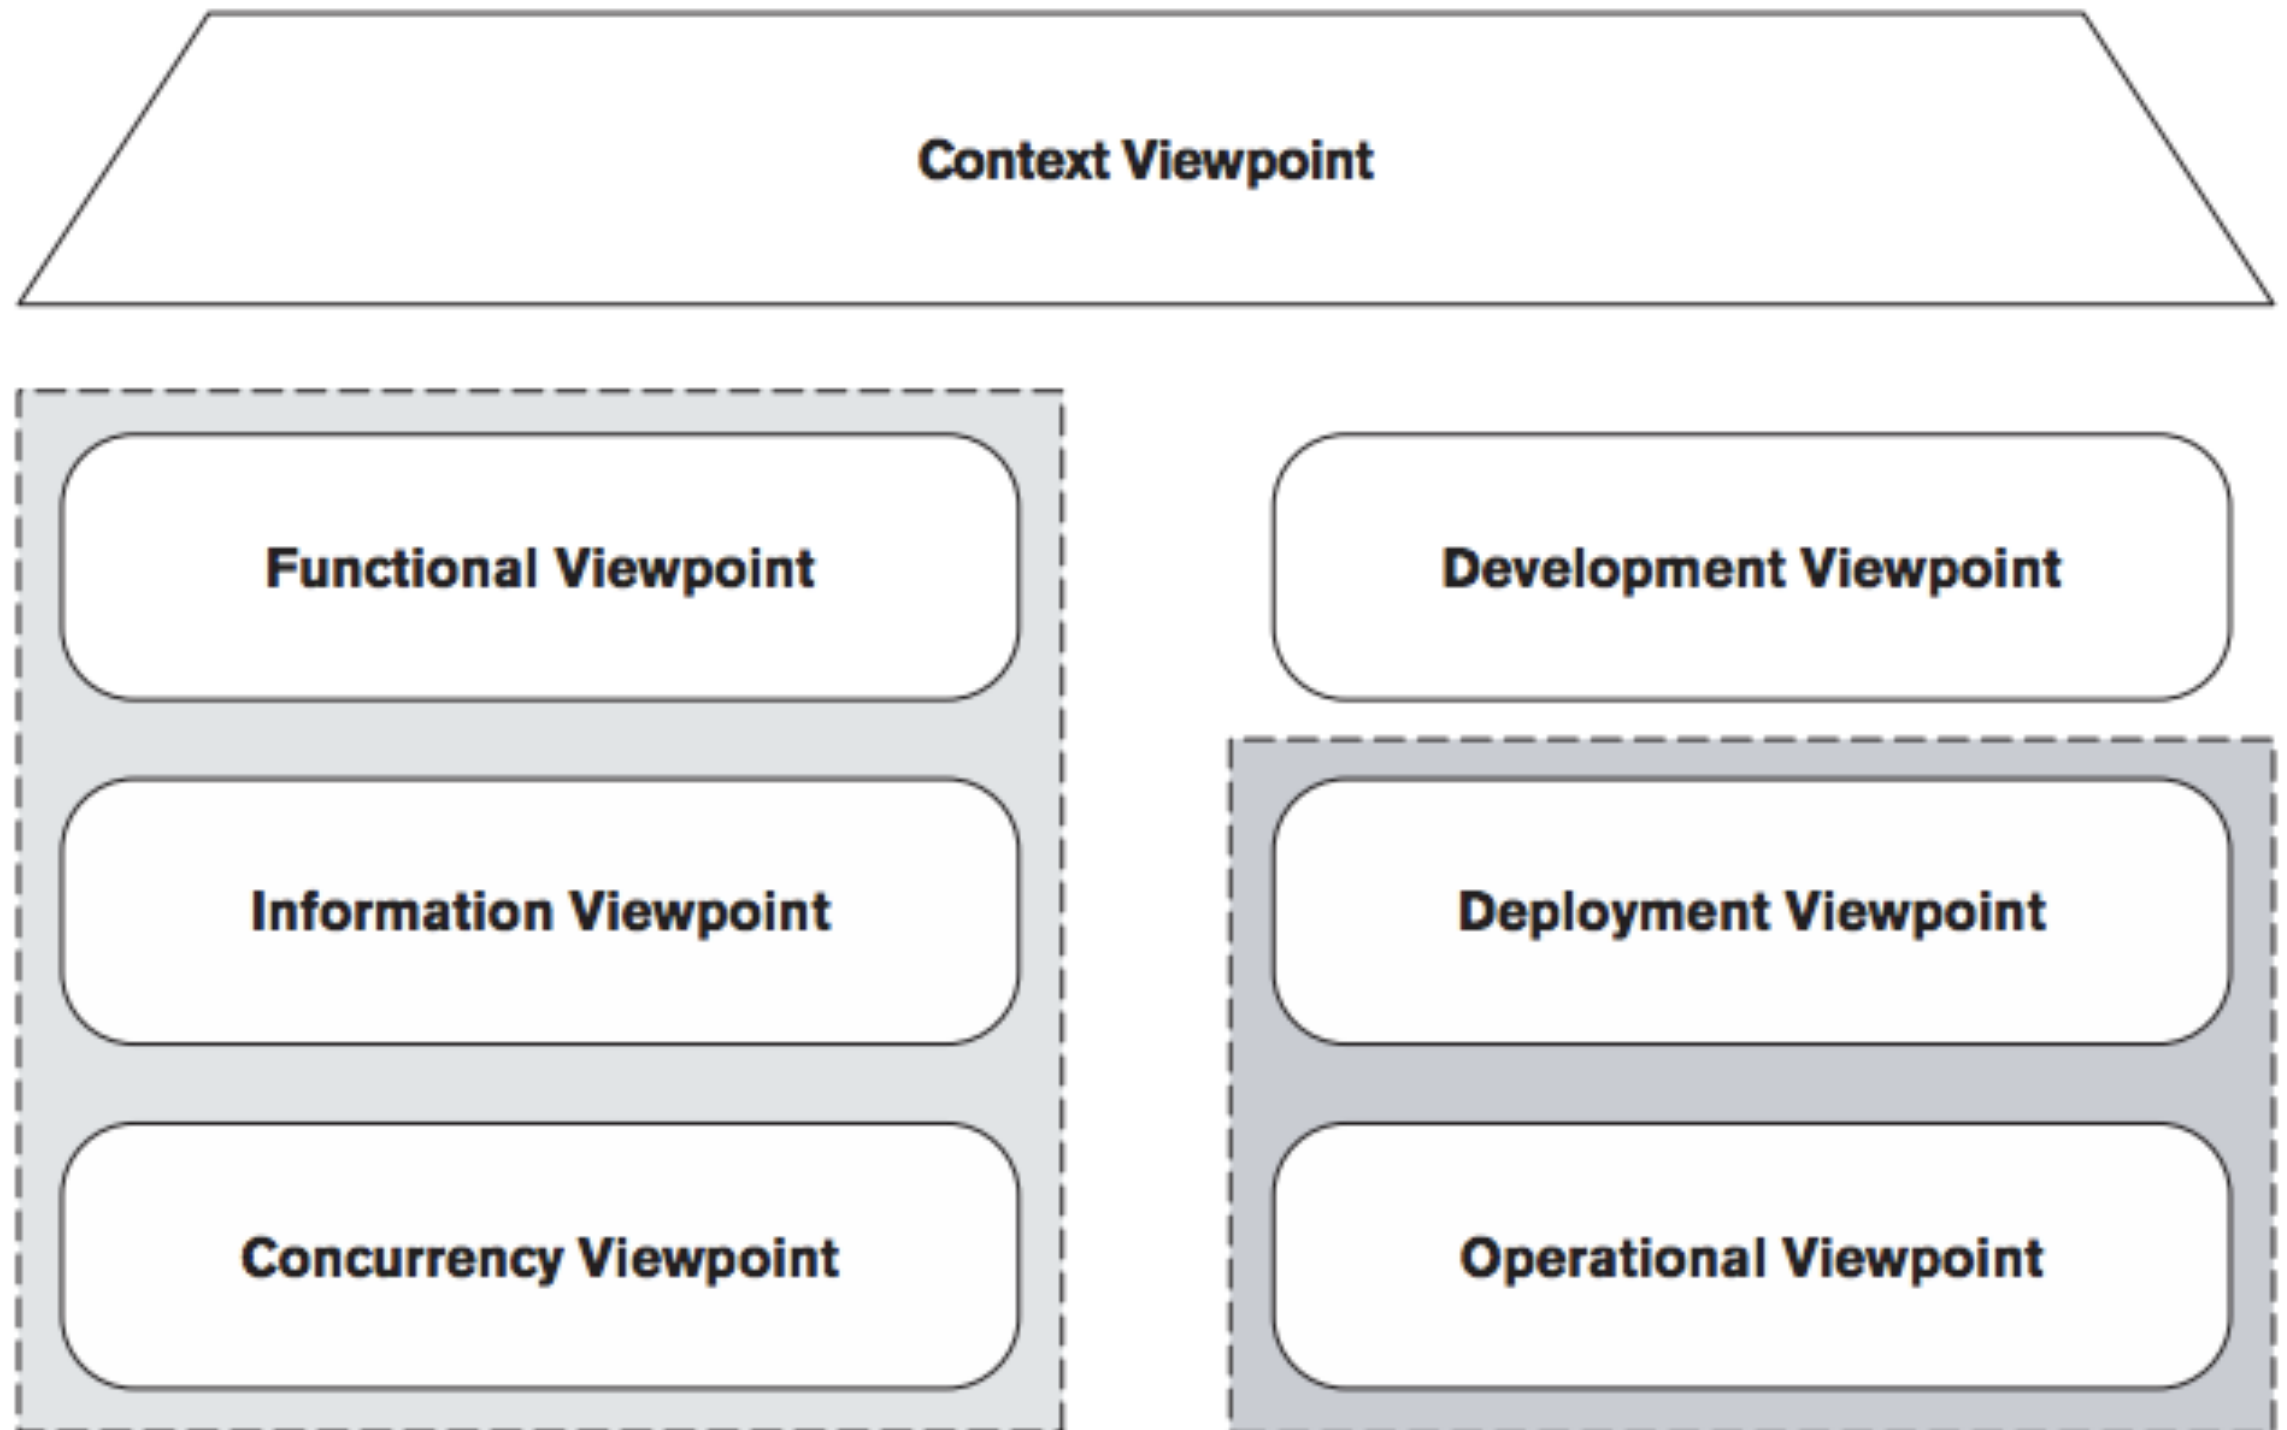 Context Viewpoint
Functional Viewpoint
Development Viewpoint
Information Viewpoint
Deployment Viewpoint
Concurrency Viewpoint
Operational Viewpoint